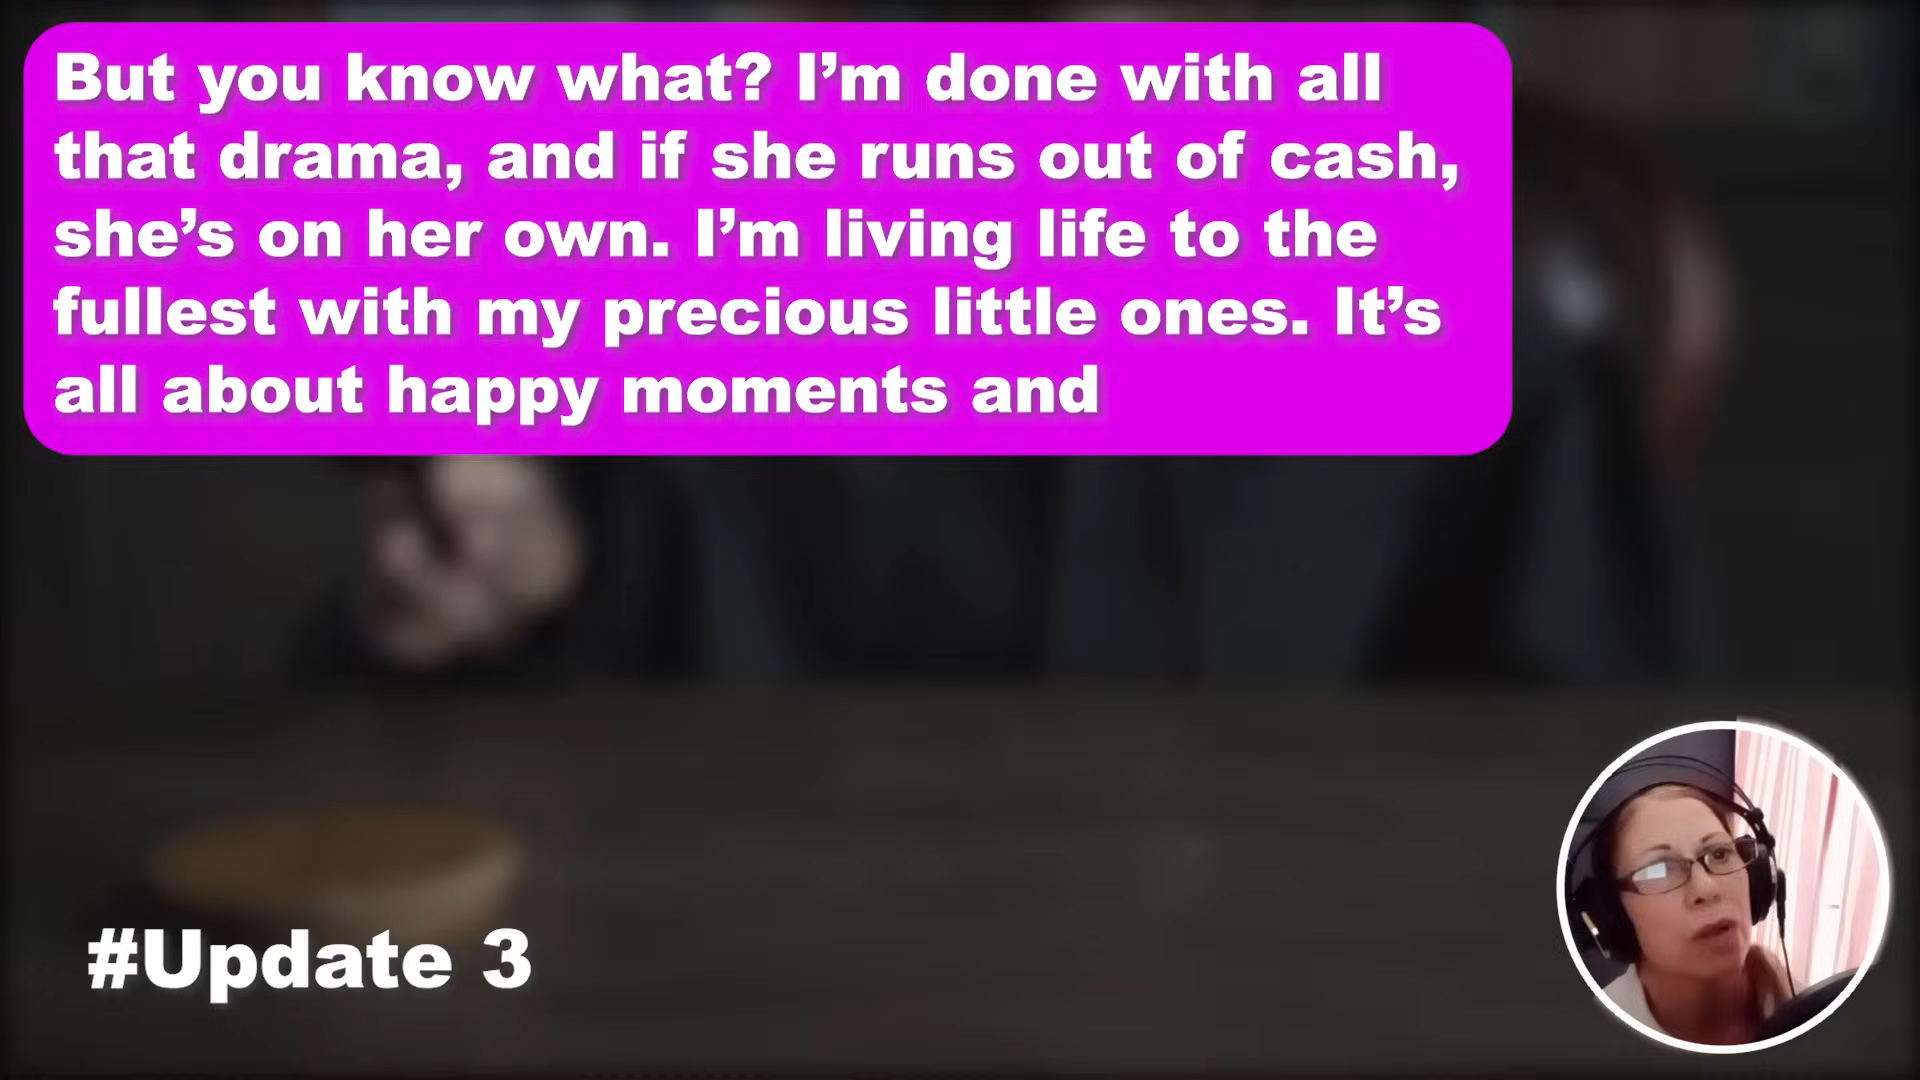 But you know what? I’m done with all
that drama, and if she runs out of cash,
she’s on her own. I’m living life to the
fullest with my precious little ones. It’s
all about happy moments and
#Update 3